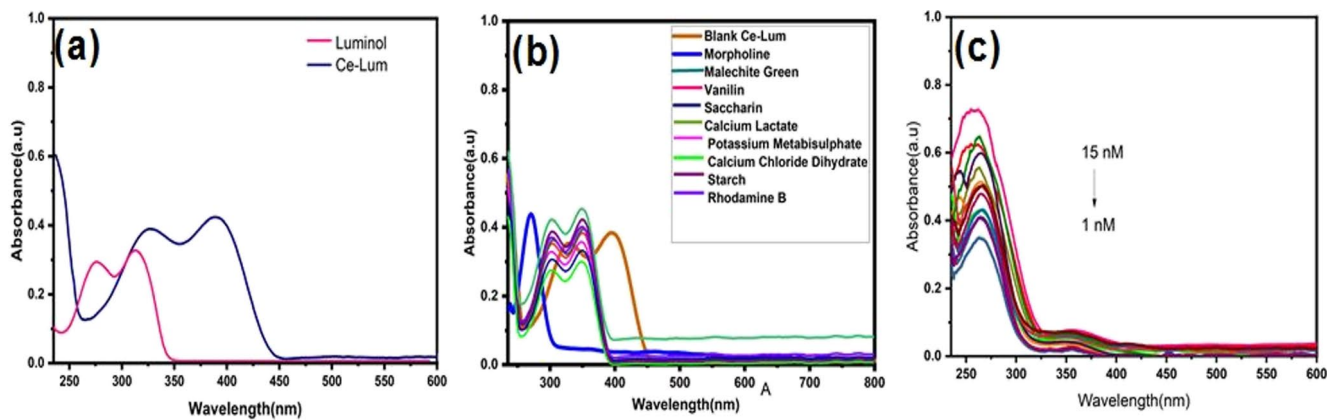 (a)
Luminol
Ce-Lum
1.0
0.8
0.6
0.4
0.2
0.0
Absorbance(a.u)
250
300
350
400
450
500
550
600
Wavelength(nm)
(b)
Blank Ce-Lum
Morpholine
Malechite Green
Vanilin
Saccharin
Calcium Lactate
Potassium Metabisulphate
Calcium Chloride Dihydrate
Starch
Rhodamine B
1.0
0.8
0.6
0.4
0.2
0.0
Absorbance(a.u)
300
400
500
600
700
800
A
Wavelength(nm)
(c)
15 nM
1 nM
1.0
0.8
0.6
0.4
0.2
0.0
Absorbance(a.u)
250
300
350
400
450
500
550
600
Wavelength(nm)